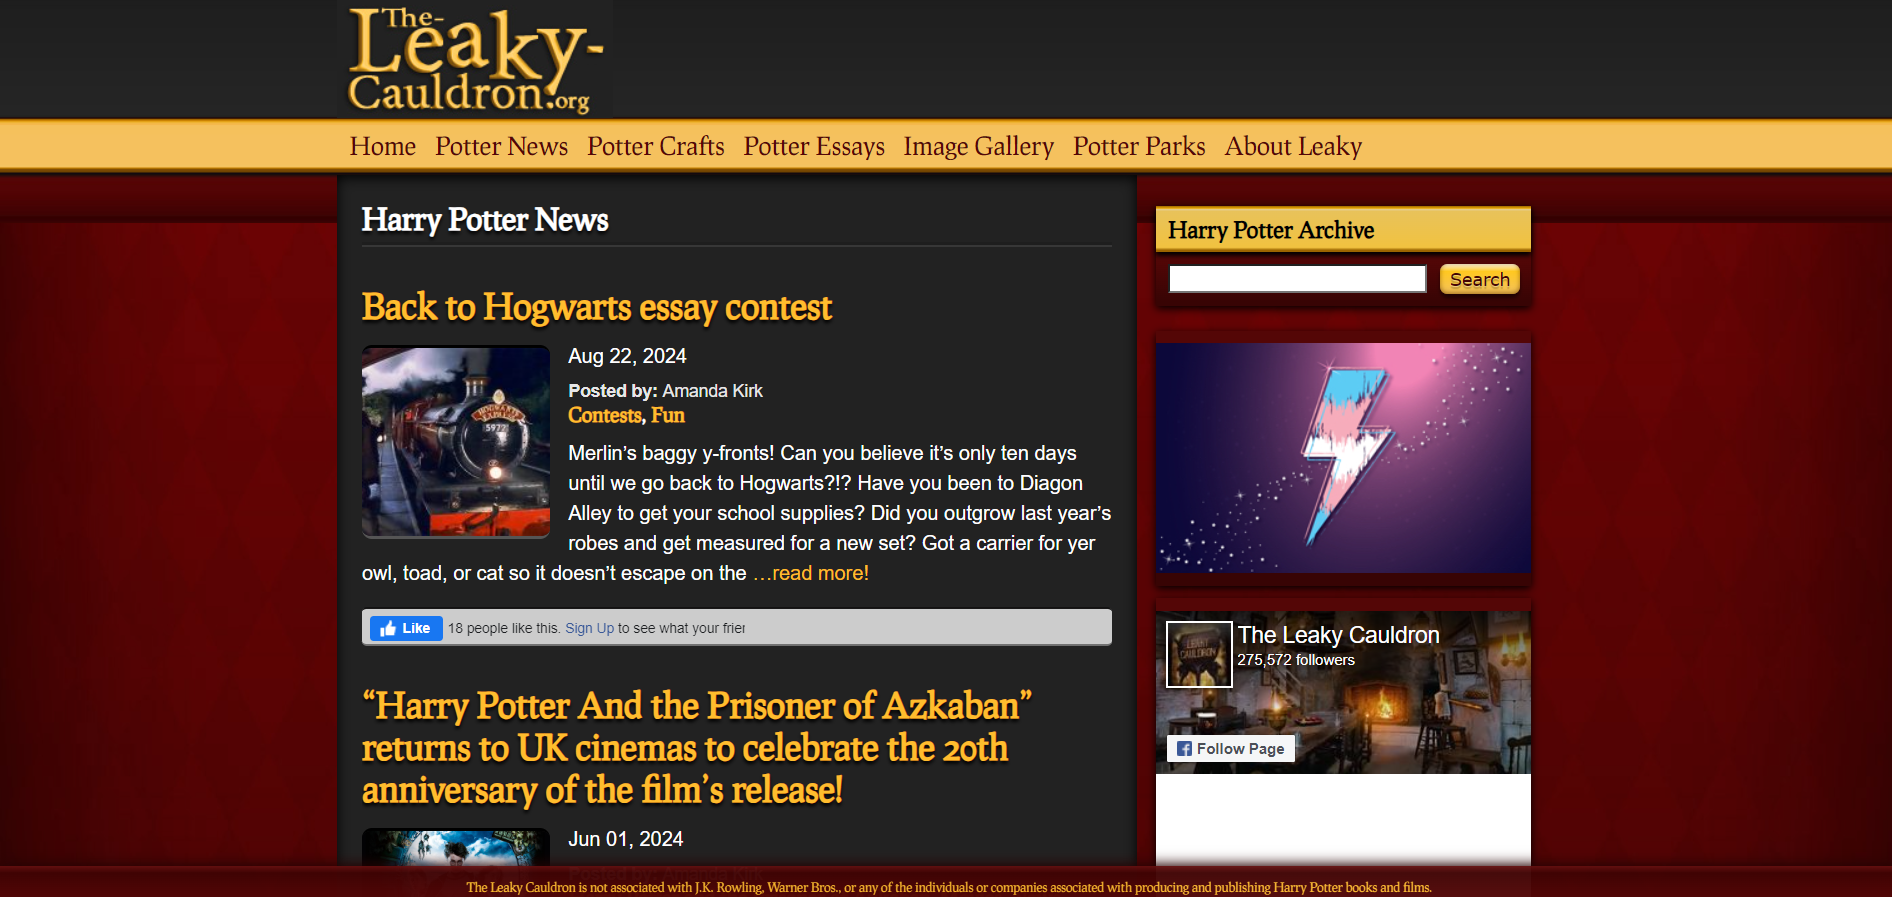 The-
Leaky-
Cauldron.org
Home Potter News Potter Crafts Potter Essays Image Gallery Potter Parks About Leaky
Harry Potter News
Back to Hogwarts essay contest
HOGWARTS EXPRESS
5972
Aug 22, 2024
Posted by: Amanda Kirk
Contests, Fun
Merlin’s baggy y-fronts! Can you believe it’s only ten days
until we go back to Hogwarts?!? Have you been to Diagon
Alley to get your school supplies? Did you outgrow last year’s
robes and get measured for a new set? Got a carrier for yer
owl, toad, or cat so it doesn’t escape on the …read more!
Like 18 people like this. Sign Up to see what your frier
“Harry Potter And the Prisoner of Azkaban”
returns to UK cinemas to celebrate the 20th
anniversary of the film’s release!
Jun 01, 2024
Posted by: Amanda Kirk
Harry Potter Archive
Search
LEAKY
CAULDRON
The Leaky Cauldron
275,572 followers
Follow Page
The Leaky Cauldron is not associated with J.K. Rowling, Warner Bros., or any of the individuals or companies associated with producing and publishing Harry Potter books and films.